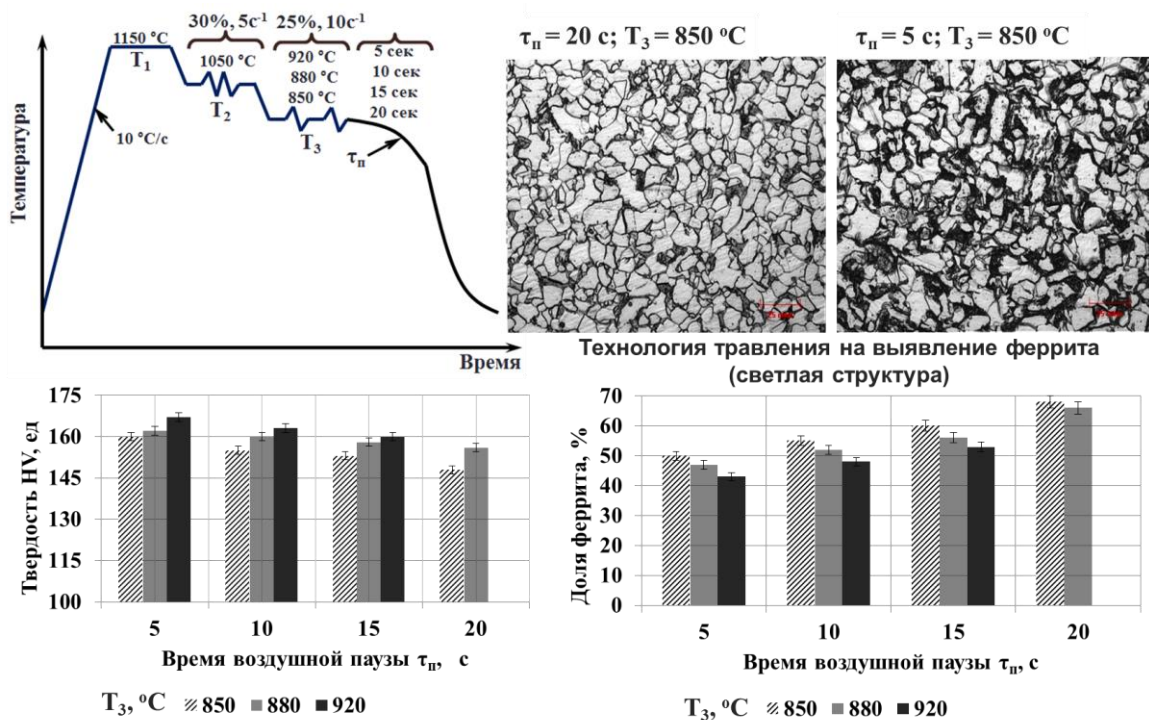 30%, 5с⁻¹ 25%, 10с⁻¹
1150 °C
T₁
1050 °C
T₂
920 °C
880 °C
850 °C
T₃
5 сек
10 сек
15 сек
20 сек
10 °C/с
τп
Температура
Время
τп = 20 с; T₃ = 850 °C
τп = 5 с; T₃ = 850 °C
Технология травления на выявление феррита
(светлая структура)
Твердость HV, ед
175
160
145
130
115
100
5 10 15 20
Время воздушной паузы τп, с
T₃, °C 850 880 920
Доля феррита, %
70
60
50
40
30
20
10
0
5 10 15 20
Время воздушной паузы τп, с
T₃, °C 850 880 920